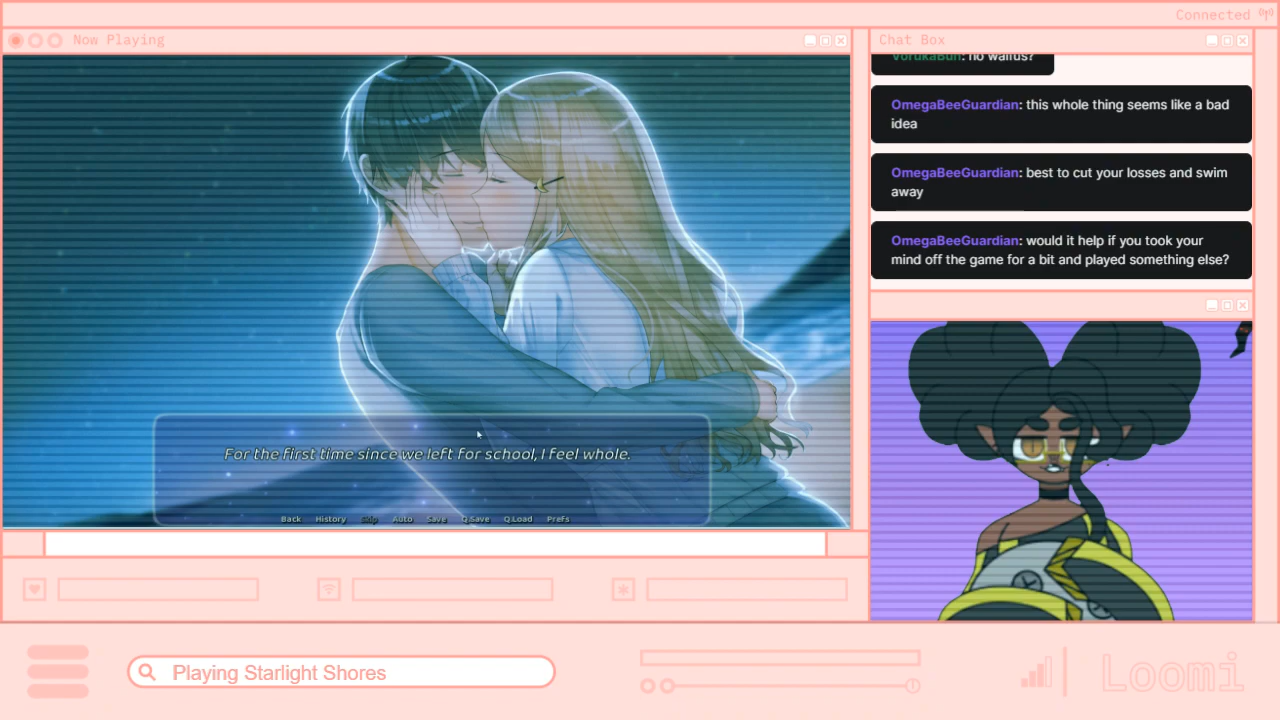 Connected
Now Playing
Chat Box
VorukaBun: no waifus?
OmegaBeeGuardian: this whole thing seems like a bad
idea
OmegaBeeGuardian: best to cut your losses and swim
away
OmegaBeeGuardian: would it help if you took your
mind off the game for a bit and played something else?
For the first time since we left for school, I feel whole.
Back History Skip Auto Save Q.Save Q.Load Prefs
Playing Starlight Shores
Loomi